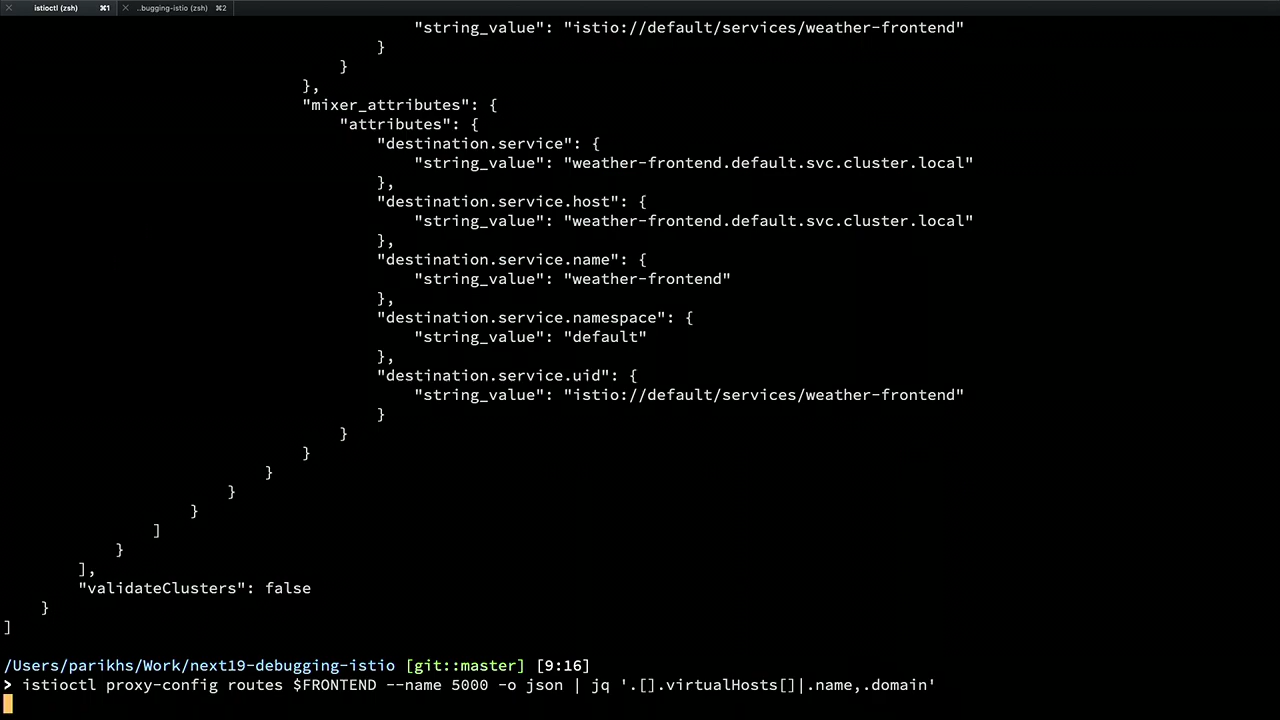 istioctl (zsh) ⌘1 ..bugging-istio (zsh) ⌘2
"string_value": "istio://default/services/weather-frontend"
}
}
},
"mixer_attributes": {
"attributes": {
"destination.service": {
"string_value": "weather-frontend.default.svc.cluster.local"
},
"destination.service.host": {
"string_value": "weather-frontend.default.svc.cluster.local"
},
"destination.service.name": {
"string_value": "weather-frontend"
},
"destination.service.namespace": {
"string_value": "default"
},
"destination.service.uid": {
"string_value": "istio://default/services/weather-frontend"
}
}
}
}
}
}
]
}
],
"validateClusters": false
}
]
/Users/parikhs/Work/next19-debugging-istio [git::master] [9:16]
> istioctl proxy-config routes $FRONTEND --name 5000 -o json | jq '.[].virtualHosts[]|.name,.domain'